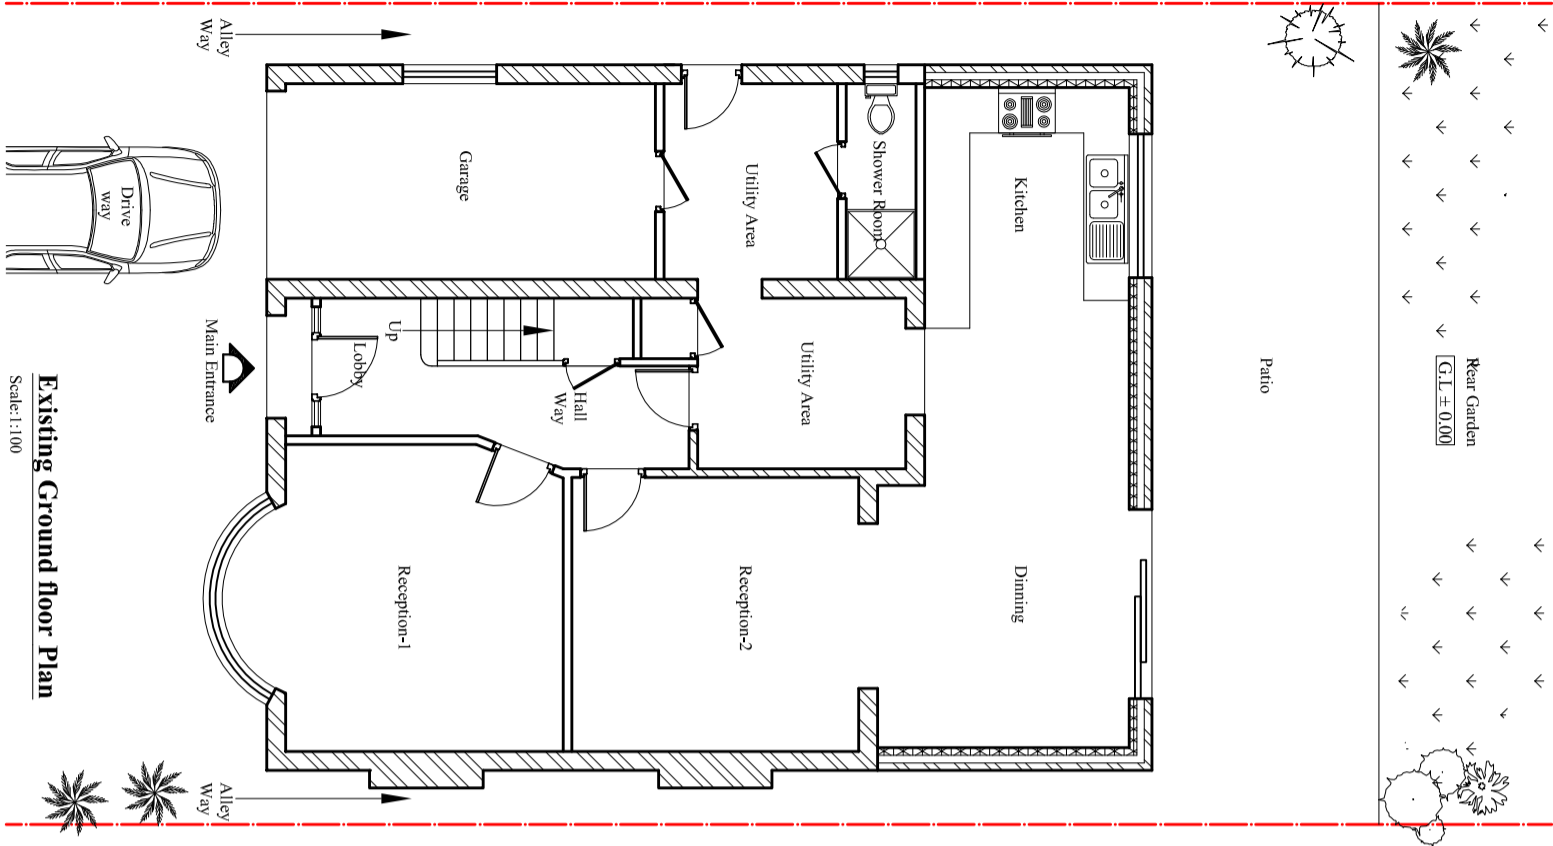 Alley
Way
Garage
Utility Area
Shower Room
Kitchen
Drive
way
Main Entrance
Up
Lobby
Hall
Way
Utility Area
Patio
Rear Garden
G.L ± 0.00
Reception-1
Reception-2
Dinning
Alley
Way
Existing Ground floor Plan
Scale:1:100